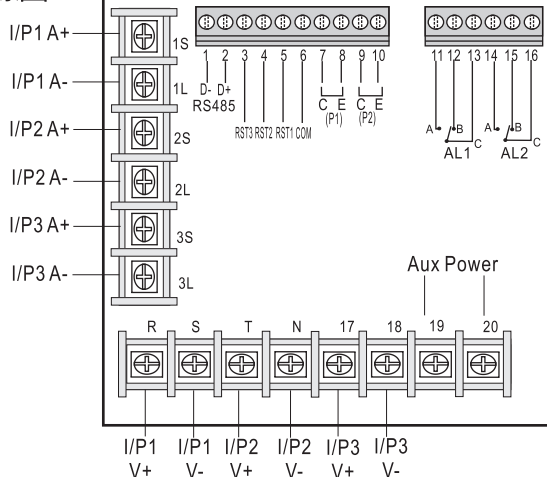 I/P1 A+
1S
I/P1 A-
1L
I/P2 A+
2S
I/P2 A-
2L
I/P3 A+
3S
I/P3 A-
3L
1 2 3 4 5 6 7 8 9 10
D- D+
RS485
RST3 RST2 RST1 COM
C E C E
(P1) (P2)
11 12 13 14 15 16
A B A B
C C
AL1 AL2
Aux Power
R S T N 17 18 19 20
I/P1 I/P1 I/P2 I/P2 I/P3 I/P3
V+ V- V+ V- V+ V-